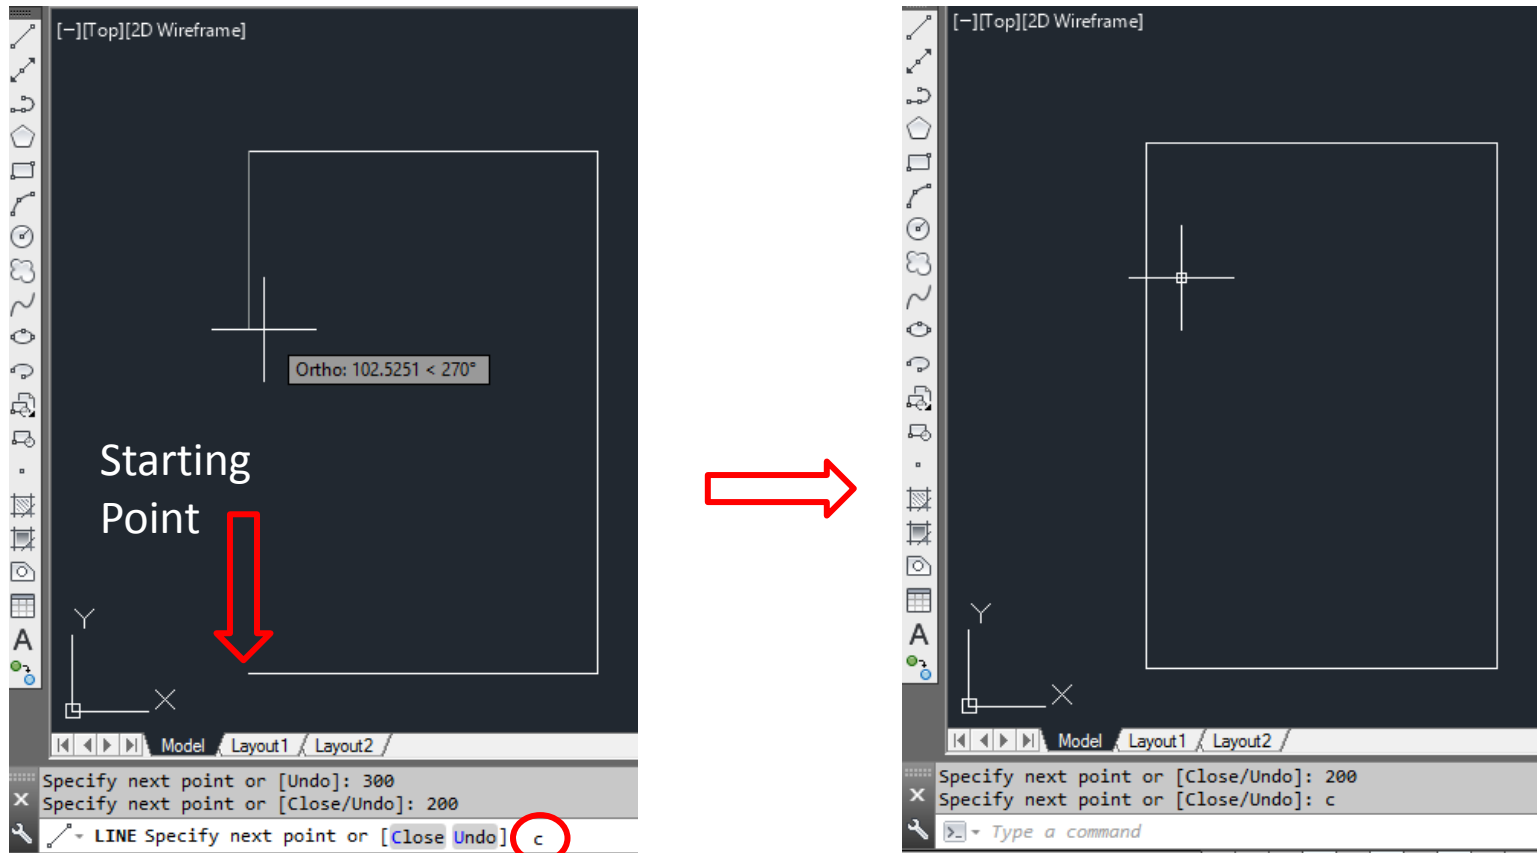 [−][Top][2D Wireframe]
Ortho: 102.5251 < 270°
Starting
Point
Y
X
A
Model Layout1 Layout2
Specify next point or [Undo]: 300
Specify next point or [Close/Undo]: 200
LINE Specify next point or [Close Undo]: c
[−][Top][2D Wireframe]
Y
X
A
Model Layout1 Layout2
Specify next point or [Close/Undo]: 200
Specify next point or [Close/Undo]: c
Type a command